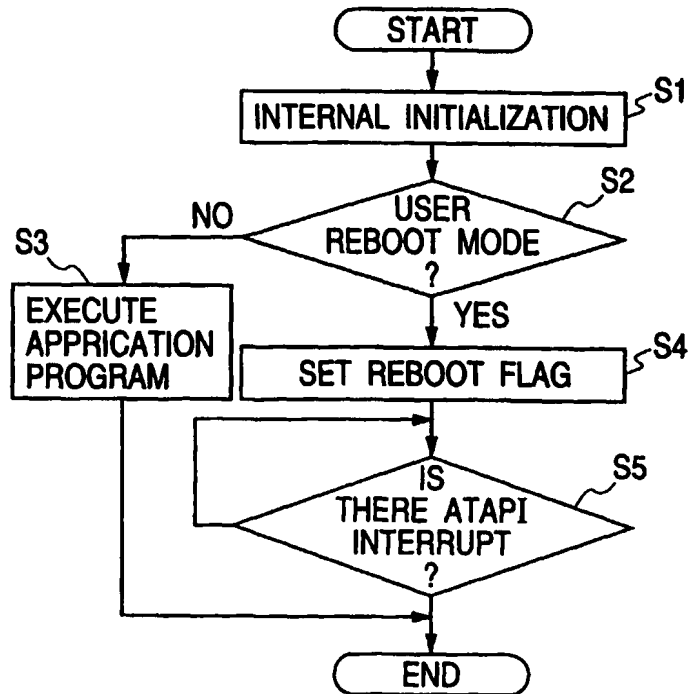 START
INTERNAL INITIALIZATION
S1
USER
REBOOT MODE
?
S2
NO
YES
S3
EXECUTE
APPRICATION
PROGRAM
SET REBOOT FLAG
S4
IS
THERE ATAPI
INTERRUPT
?
S5
END